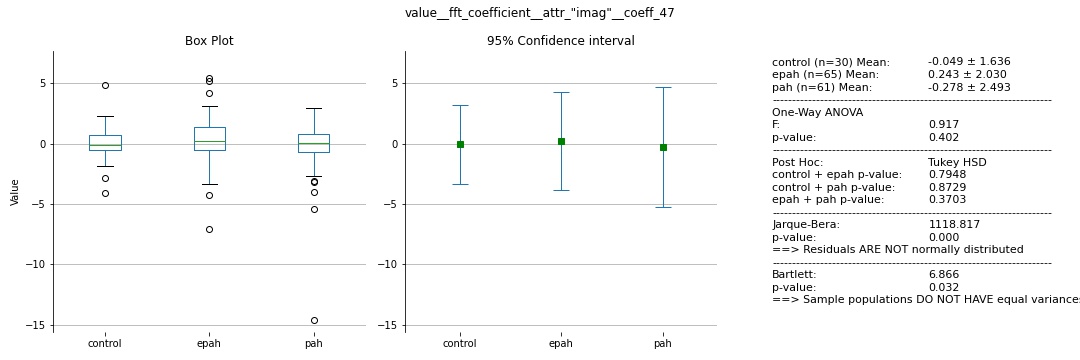 value__fft_coefficient__attr_"imag"__coeff_47
Box Plot
Value
5
0
−5
−10
−15
control
epah
pah
95% Confidence interval
5
0
−5
−10
−15
control
epah
pah
control (n=30) Mean: -0.049 ± 1.636
epah (n=65) Mean: 0.243 ± 2.030
pah (n=61) Mean: -0.278 ± 2.493
One-Way ANOVA
F: 0.917
p-value: 0.402
Post Hoc: Tukey HSD
control + epah p-value: 0.7948
control + pah p-value: 0.8729
epah + pah p-value: 0.3703
Jarque-Bera: 1118.817
p-value: 0.000
==> Residuals ARE NOT normally distributed
Bartlett: 6.866
p-value: 0.032
==> Sample populations DO NOT HAVE equal variances